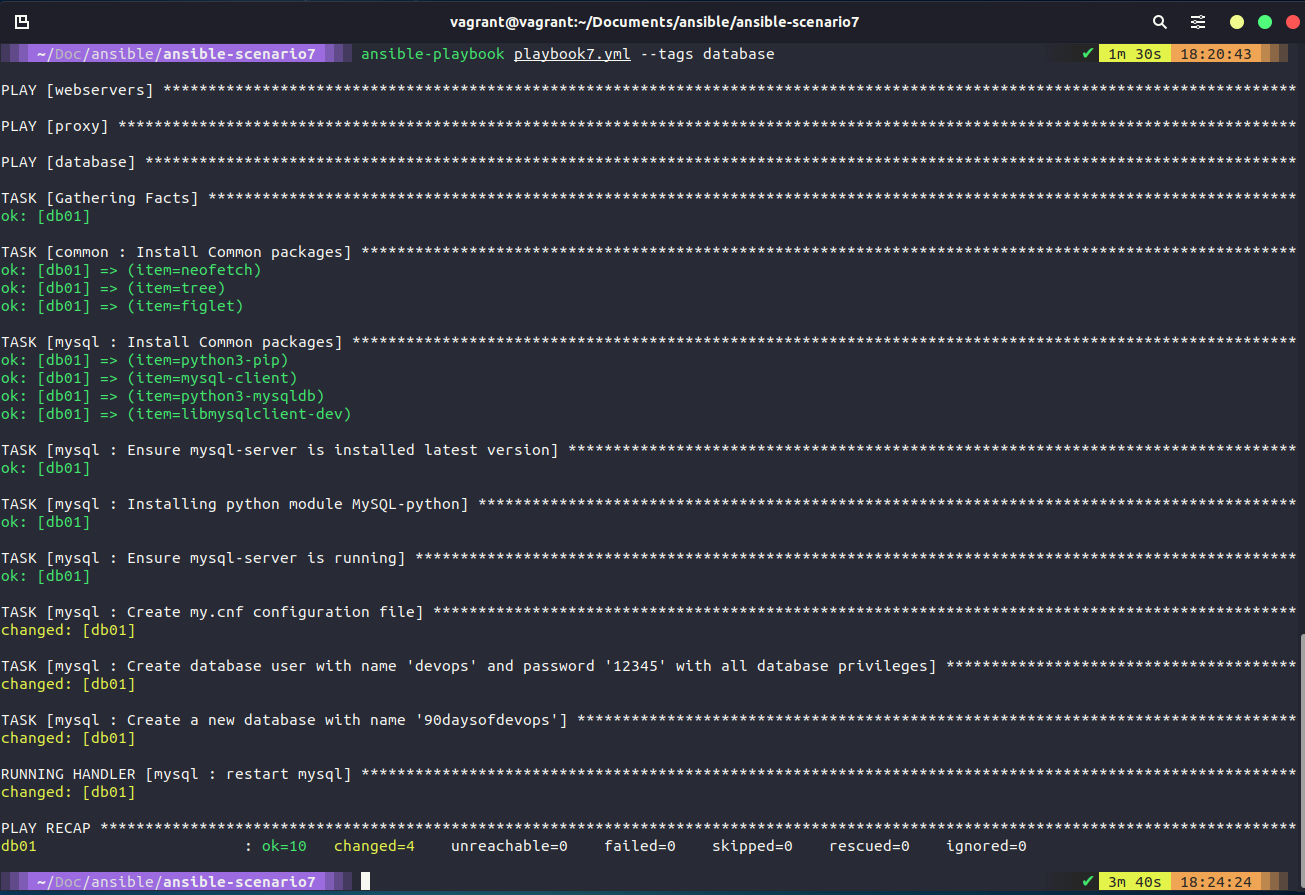 vagrant@vagrant:~/Documents/ansible/ansible-scenario7
~/Doc/ansible/ansible-scenario7 ansible-playbook playbook7.yml --tags database ✔ 1m 30s 18:20:43
PLAY [webservers] ******************************************************************************************************************************
PLAY [proxy] ***********************************************************************************************************************************
PLAY [database] ********************************************************************************************************************************
TASK [Gathering Facts] *************************************************************************************************************************
ok: [db01]
TASK [common : Install Common packages] ********************************************************************************************************
ok: [db01] => (item=neofetch)
ok: [db01] => (item=tree)
ok: [db01] => (item=figlet)
TASK [mysql : Install Common packages] *********************************************************************************************************
ok: [db01] => (item=python3-pip)
ok: [db01] => (item=mysql-client)
ok: [db01] => (item=python3-mysqldb)
ok: [db01] => (item=libmysqlclient-dev)
TASK [mysql : Ensure mysql-server is installed latest version] *********************************************************************************
ok: [db01]
TASK [mysql : Installing python module MySQL-python] *******************************************************************************************
ok: [db01]
TASK [mysql : Ensure mysql-server is running] **************************************************************************************************
ok: [db01]
TASK [mysql : Create my.cnf configuration file] ************************************************************************************************
changed: [db01]
TASK [mysql : Create database user with name 'devops' and password '12345' with all database privileges] ***************************************
changed: [db01]
TASK [mysql : Create a new database with name '90daysofdevops'] ********************************************************************************
changed: [db01]
RUNNING HANDLER [mysql : restart mysql] ********************************************************************************************************
changed: [db01]
PLAY RECAP *************************************************************************************************************************************
db01 : ok=10 changed=4 unreachable=0 failed=0 skipped=0 rescued=0 ignored=0
~/Doc/ansible/ansible-scenario7 ✔ 3m 40s 18:24:24